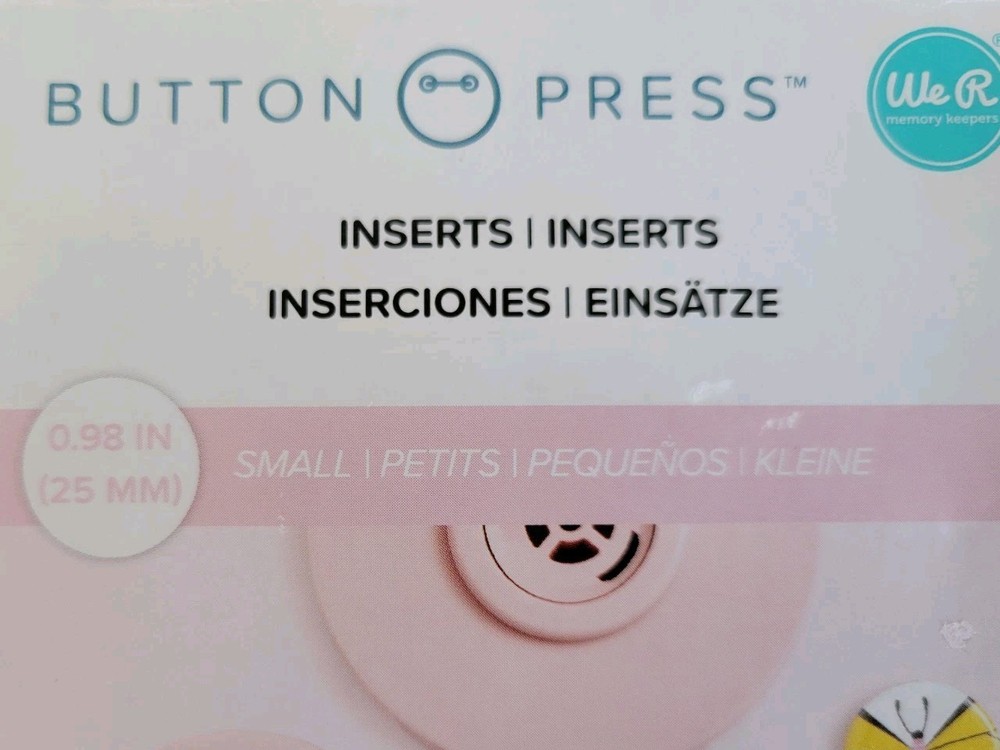 BUTTON PRESS™
We R
memory keepers
®
INSERTS | INSERTS
INSERCIONES | EINSÄTZE
0.98 IN
(25 MM)
SMALL | PETITS | PEQUEÑOS | KLEINE